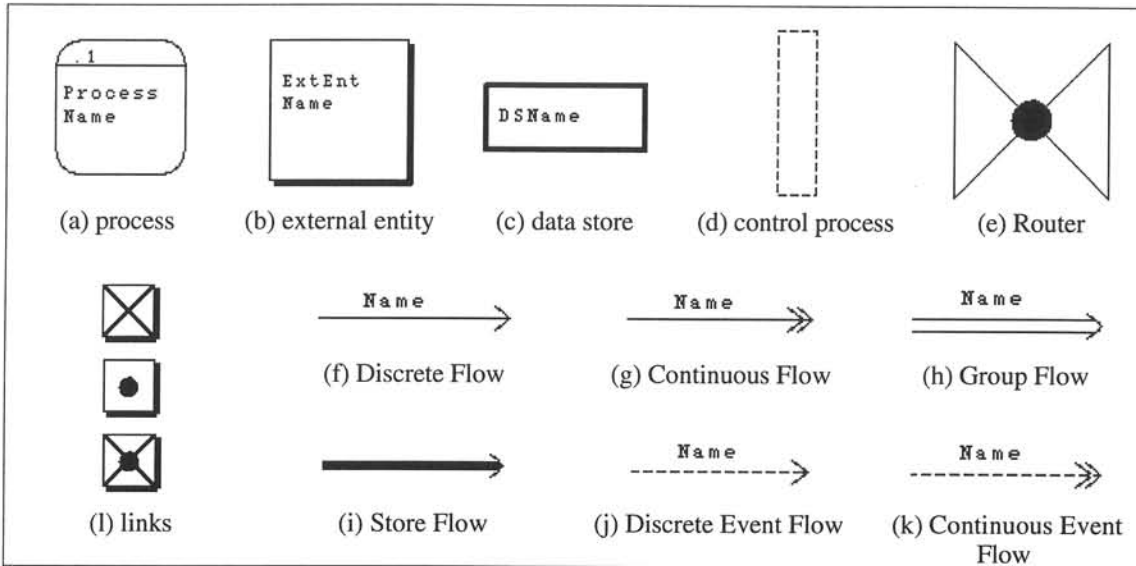 .1
Process
Name
ExtEnt
Name
DSName
(a) process
(b) external entity
(c) data store
(d) control process
(e) Router
Name
Name
Name
(f) Discrete Flow
(g) Continuous Flow
(h) Group Flow
Name
Name
(l) links
(i) Store Flow
(j) Discrete Event Flow
(k) Continuous Event
Flow